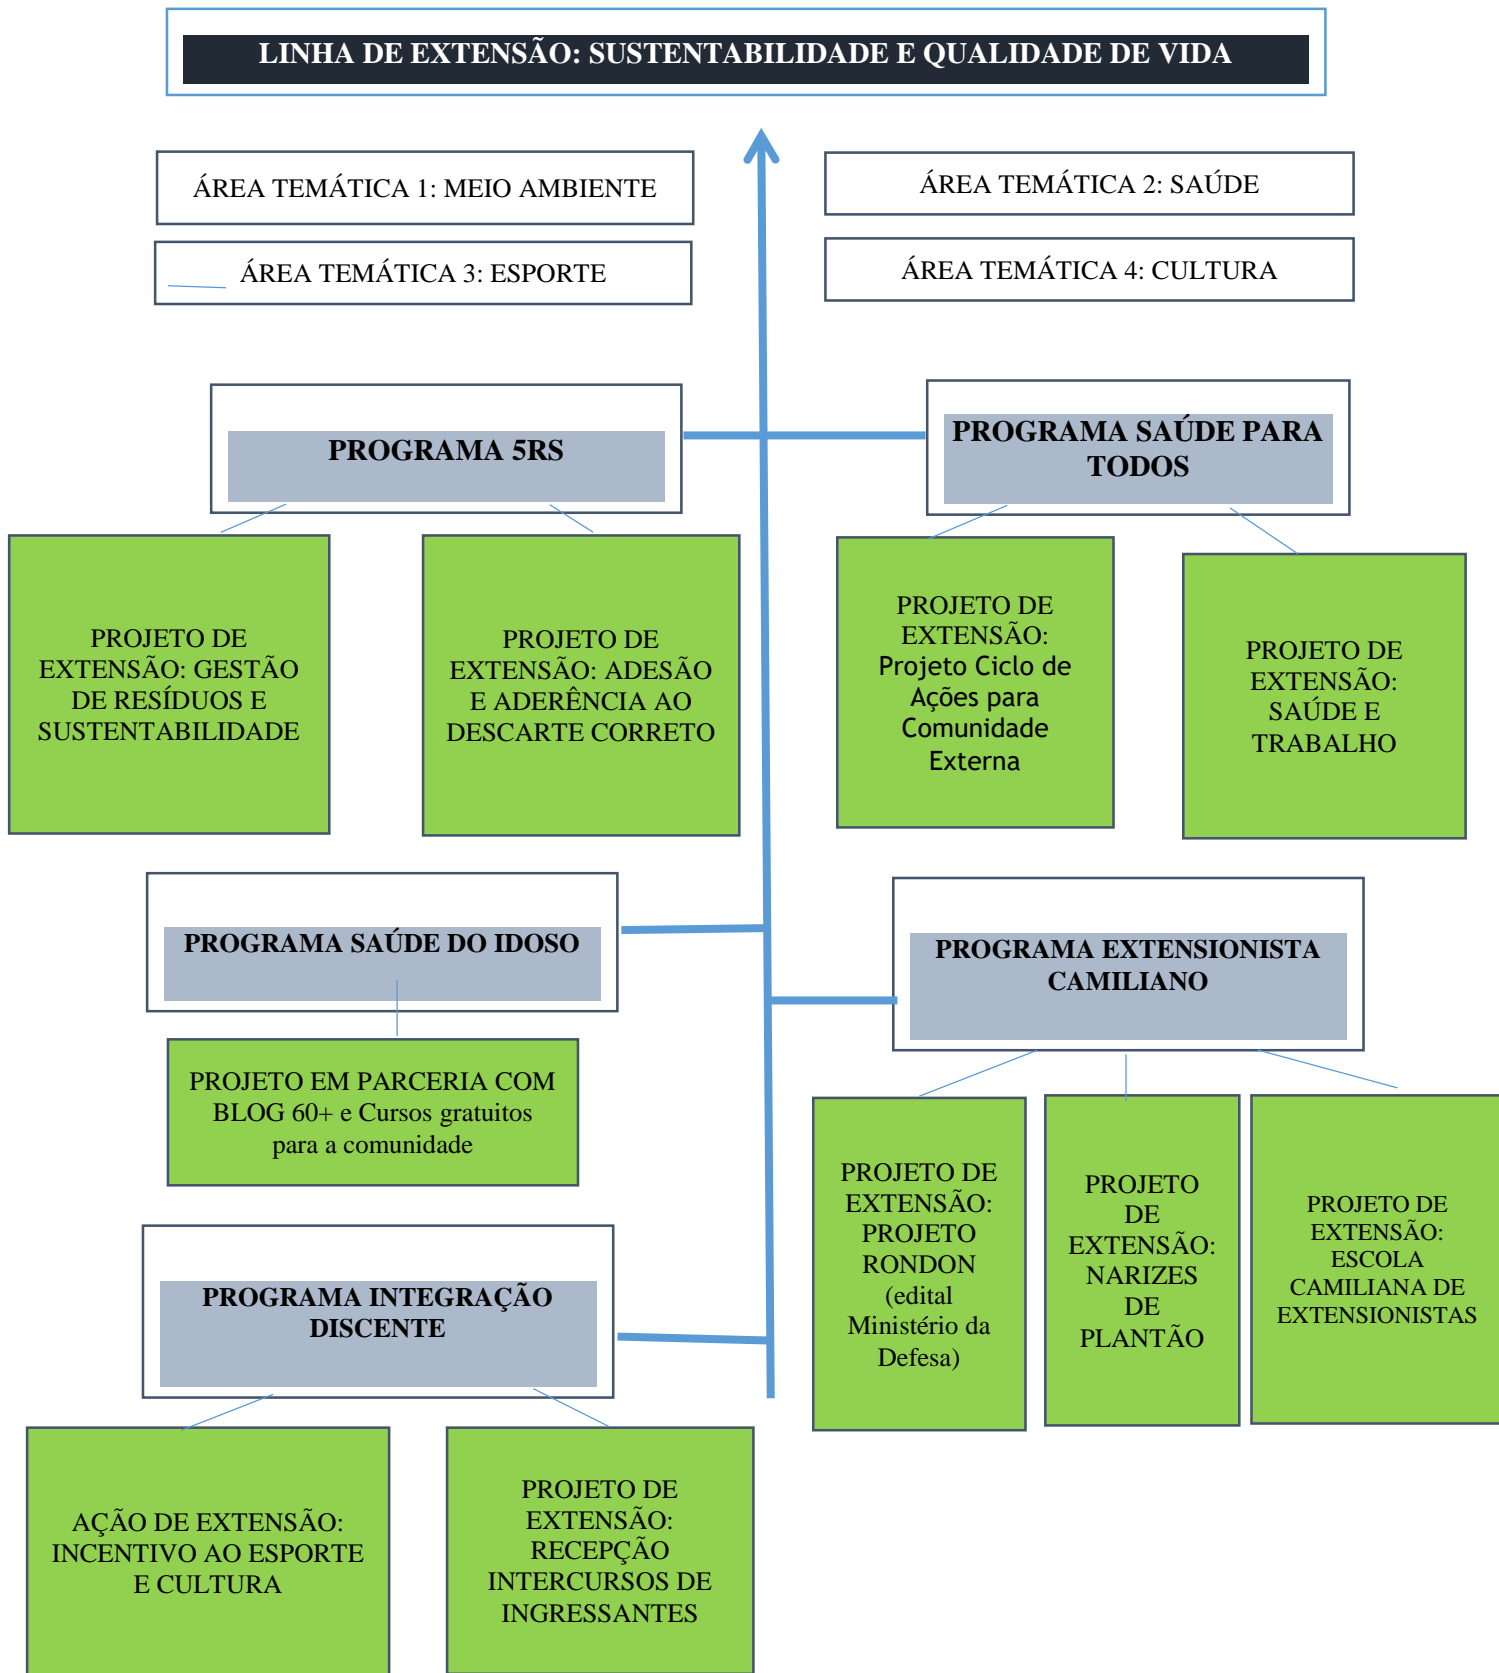 LINHA DE EXTENSÃO: SUSTENTABILIDADE E QUALIDADE DE VIDA
ÁREA TEMÁTICA 1: MEIO AMBIENTE
ÁREA TEMÁTICA 2: SAÚDE
ÁREA TEMÁTICA 3: ESPORTE
ÁREA TEMÁTICA 4: CULTURA
PROGRAMA 5RS
PROGRAMA SAÚDE PARA
TODOS
PROJETO DE
EXTENSÃO: GESTÃO
DE RESÍDUOS E
SUSTENTABILIDADE
PROJETO DE
EXTENSÃO: ADESÃO
E ADERÊNCIA AO
DESCARTE CORRETO
PROJETO DE
EXTENSÃO:
Projeto Ciclo de
Ações para
Comunidade
Externa
PROJETO DE
EXTENSÃO:
SAÚDE E
TRABALHO
PROGRAMA SAÚDE DO IDOSO
PROGRAMA EXTENSIONISTA
CAMILIANO
PROJETO EM PARCERIA COM
BLOG 60+ e Cursos gratuitos
para a comunidade
PROJETO DE
EXTENSÃO:
PROJETO
RONDON
(edital
Ministério da
Defesa)
PROJETO
DE
EXTENSÃO:
NARIZES
DE
PLANTÃO
PROJETO DE
EXTENSÃO:
ESCOLA
CAMILIANA DE
EXTENSIONISTAS
PROGRAMA INTEGRAÇÃO
DISCENTE
AÇÃO DE EXTENSÃO:
INCENTIVO AO ESPORTE
E CULTURA
PROJETO DE
EXTENSÃO:
RECEPÇÃO
INTERCURSOS DE
INGRESSANTES